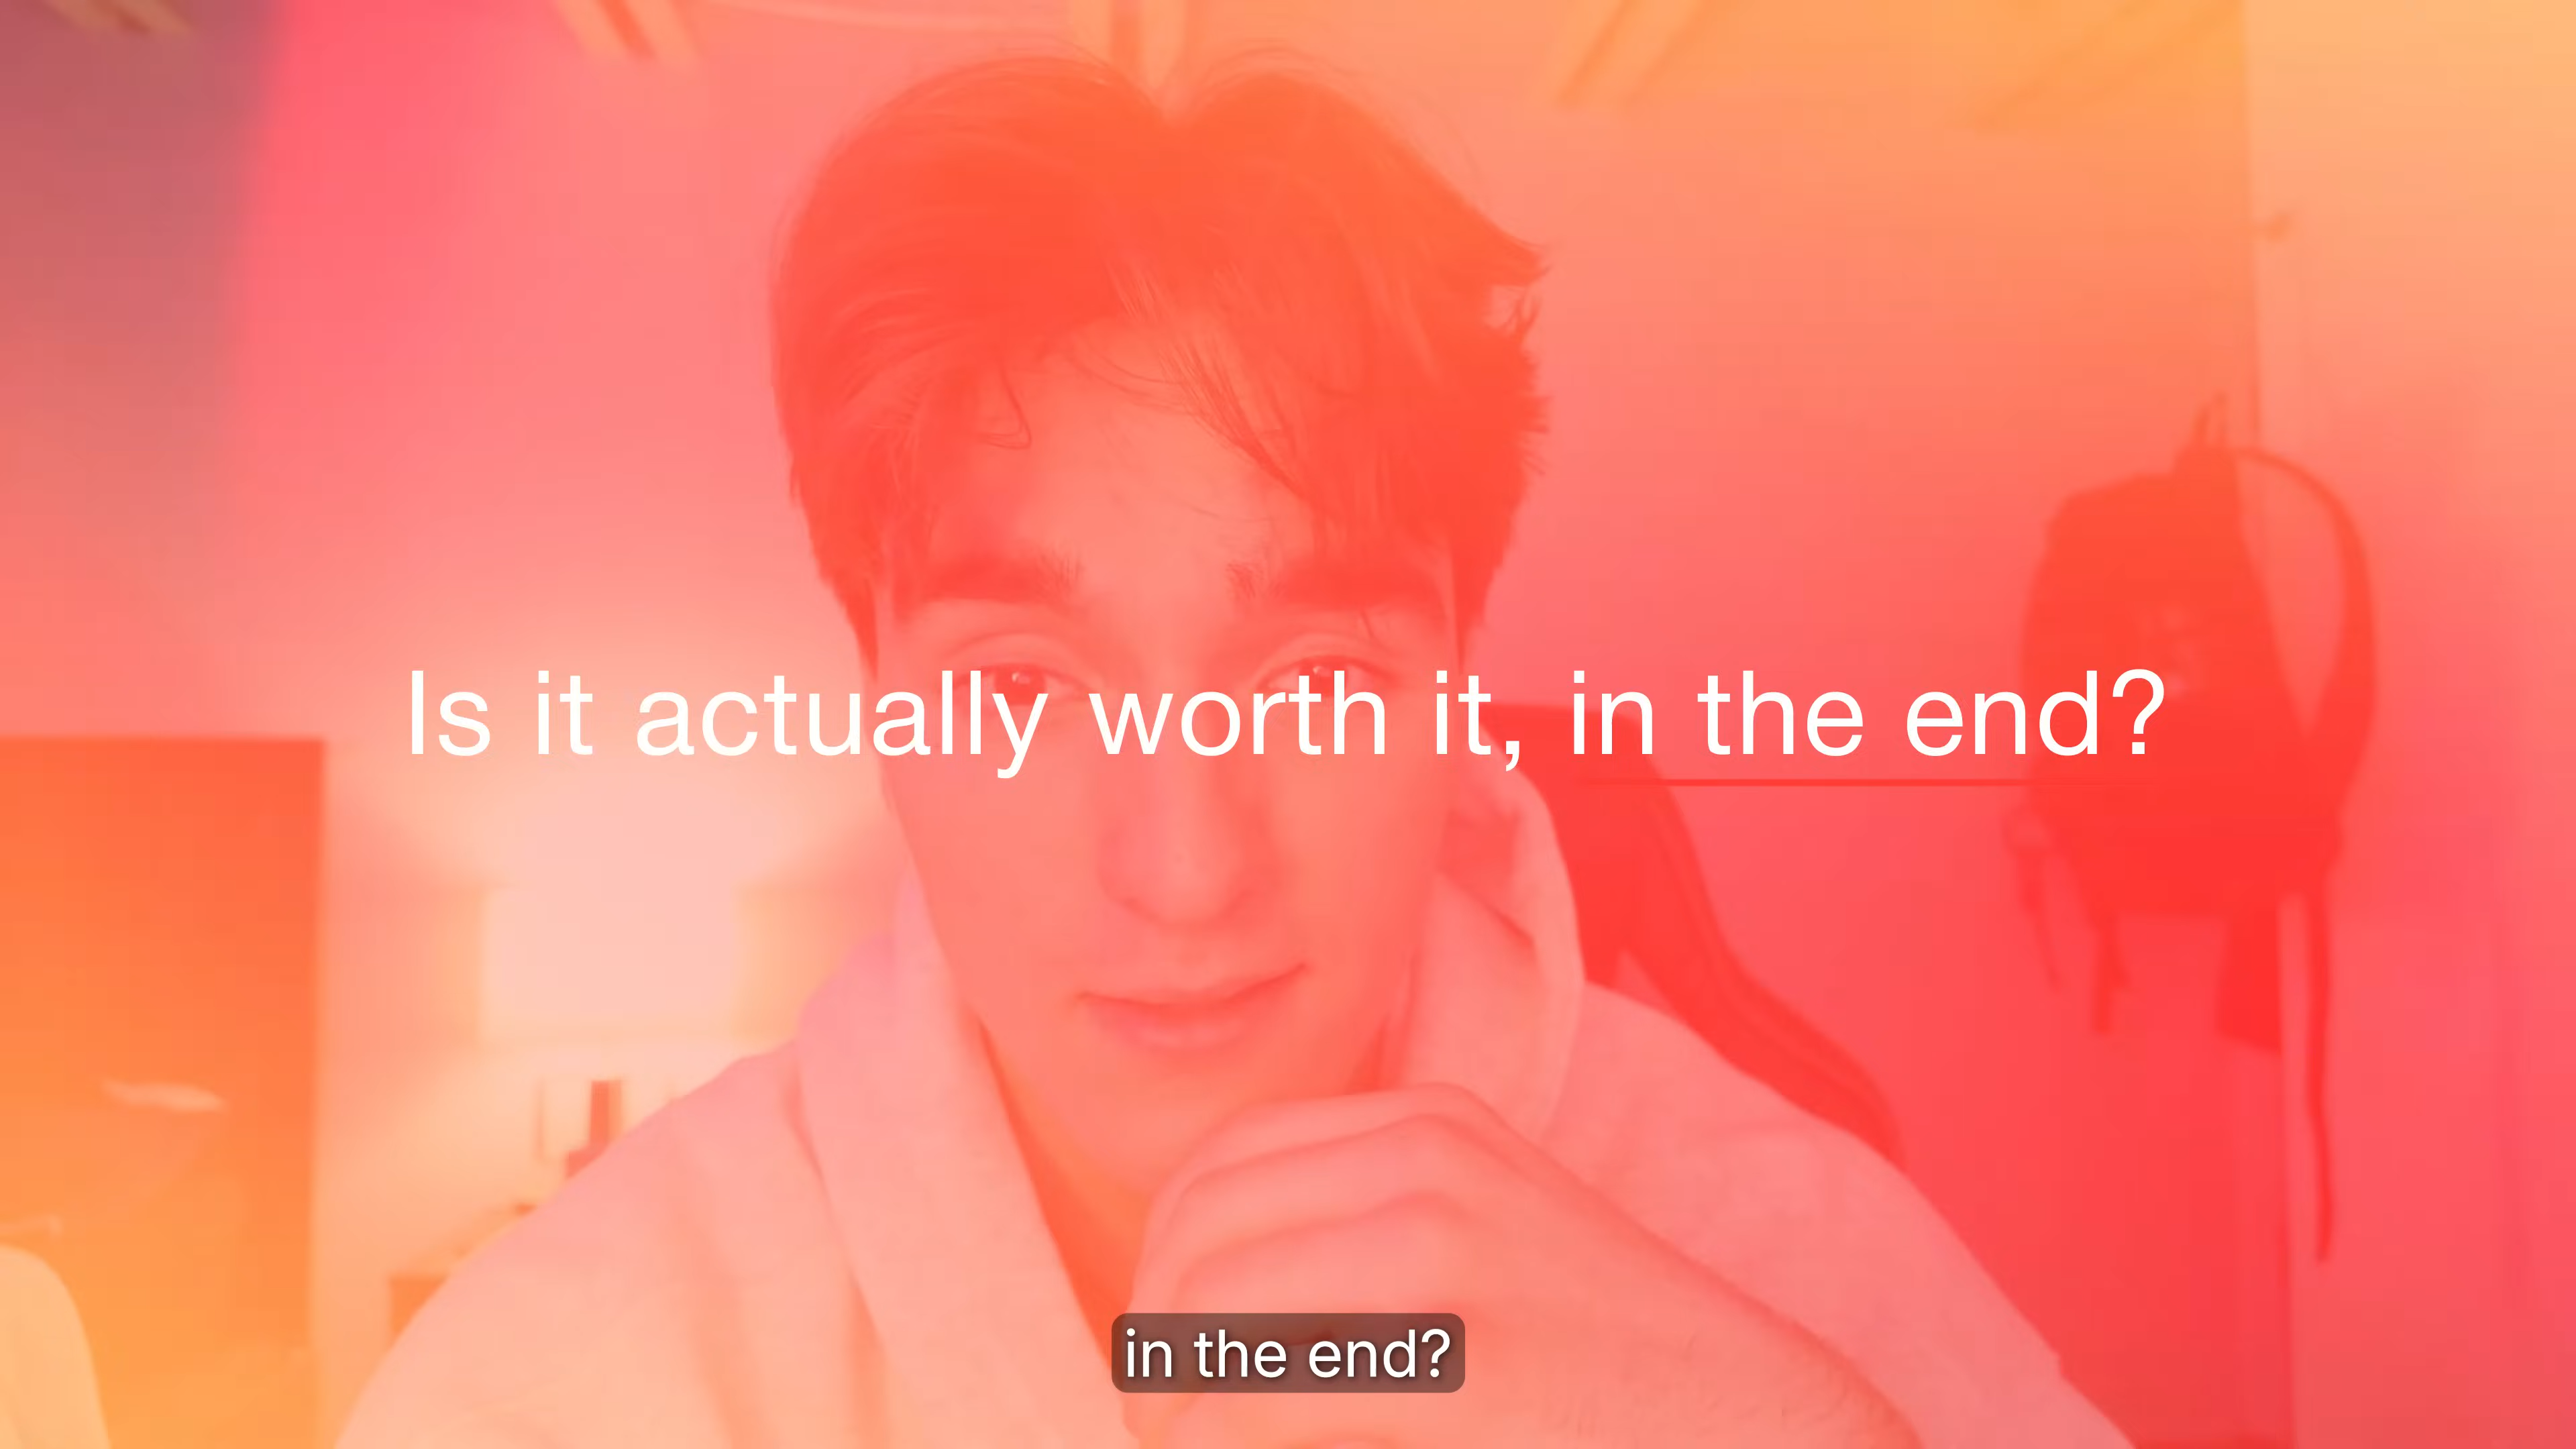 Is it actually worth it, in the end?
in the end?